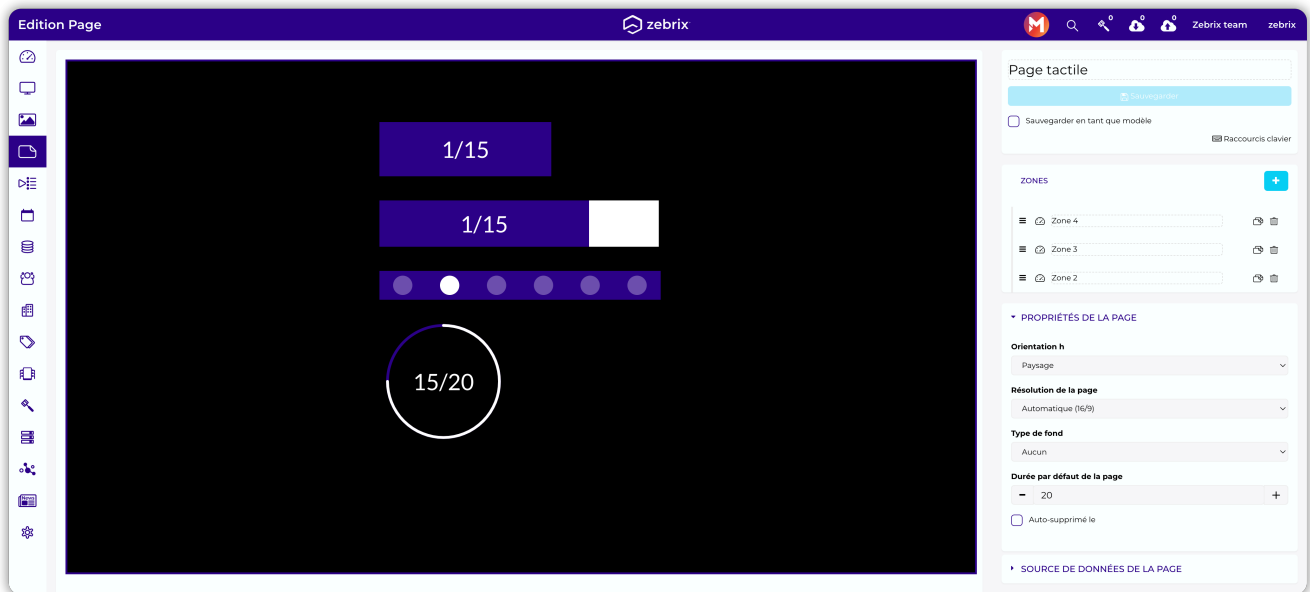 Edition Page
zebrix
0
0
0
Zebrix team
zebrix
1/15
1/15
15/20
Page tactile
Sauvegarder
Sauvegarder en tant que modèle
Raccourcis clavier
ZONES
+
Zone 4
Zone 3
Zone 2
PROPRIÉTÉS DE LA PAGE
Orientation h
Paysage
Résolution de la page
Automatique (16/9)
Type de fond
Aucun
Durée par défaut de la page
- 20 +
Auto-supprimé le
SOURCE DE DONNÉES DE LA PAGE
News